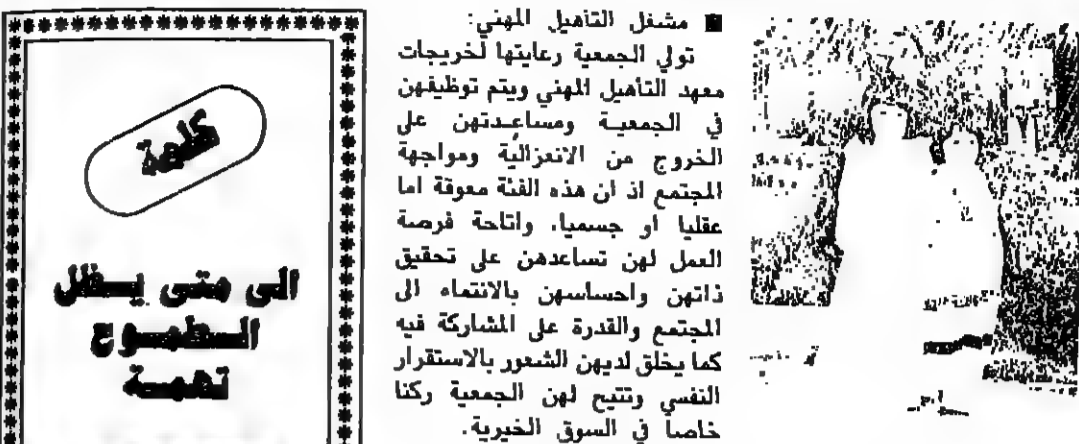 ■ مشغل التأهيل المهني:
تولي الجمعية رعايتها لخريجات
معهد التأهيل المهني ويتم توظيفهن
في الجمعية ومساعدتهن على
الخروج من الانعزالية ومواجهة
المجتمع اذ ان هذه الفئة معوقة اما
عقليا او جسميا، واتاحة فرصة
العمل لهن تساعدهن على تحقيق
ذاتهن واحساسهن بالانتماء الى
المجتمع والقدرة على المشاركة فيه
كما يخلق لديهن الشعور بالاستقرار
النفسي وتتيح لهن الجمعية ركنا
خاصا في السوق الخيرية.
كلمة
الى متى يـظل
الـطمـــوح
تهمـــة